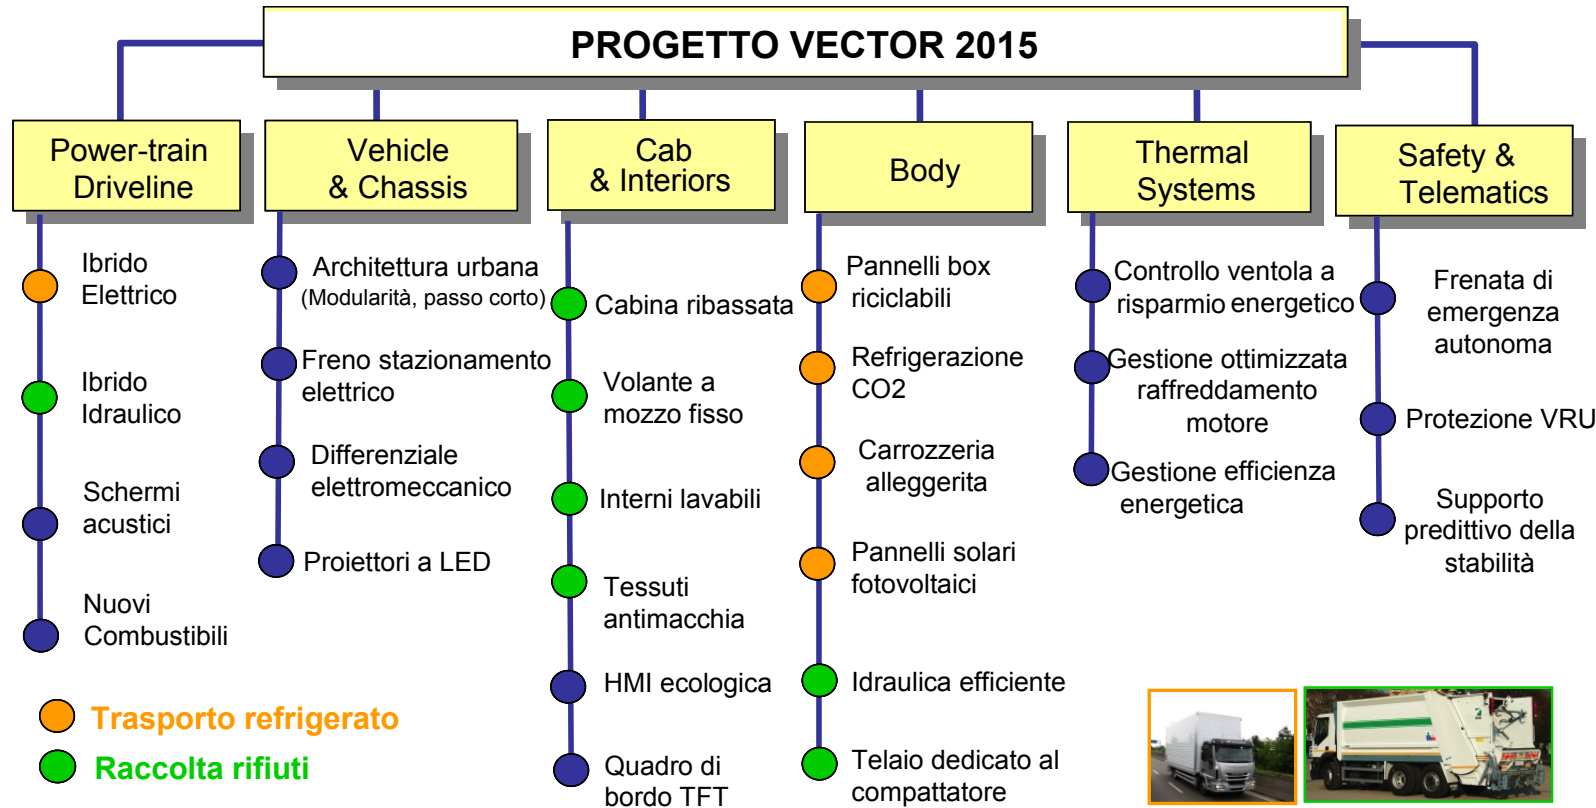 PROGETTO VECTOR 2015
Power-train
Driveline
Ibrido
Elettrico
Ibrido
Idraulico
Schermi
acustici
Nuovi
Combustibili
Vehicle
& Chassis
Architettura urbana
(Modularità, passo corto)
Freno stazionamento
elettrico
Differenziale
elettromeccanico
Proiettori a LED
Cab
& Interiors
Cabina ribassata
Volante a
mozzo fisso
Interni lavabili
Tessuti
antimacchia
HMI ecologica
Quadro di
bordo TFT
Body
Pannelli box
riciclabili
Refrigerazione
CO2
Carrozzeria
alleggerita
Pannelli solari
fotovoltaici
Idraulica efficiente
Telaio dedicato al
compattatore
Thermal
Systems
Controllo ventola a
risparmio energetico
Gestione ottimizzata
raffreddamento
motore
Gestione efficienza
energetica
Safety &
Telematics
Frenata di
emergenza
autonoma
Protezione VRU
Supporto
predittivo della
stabilità
Trasporto refrigerato
Raccolta rifiuti